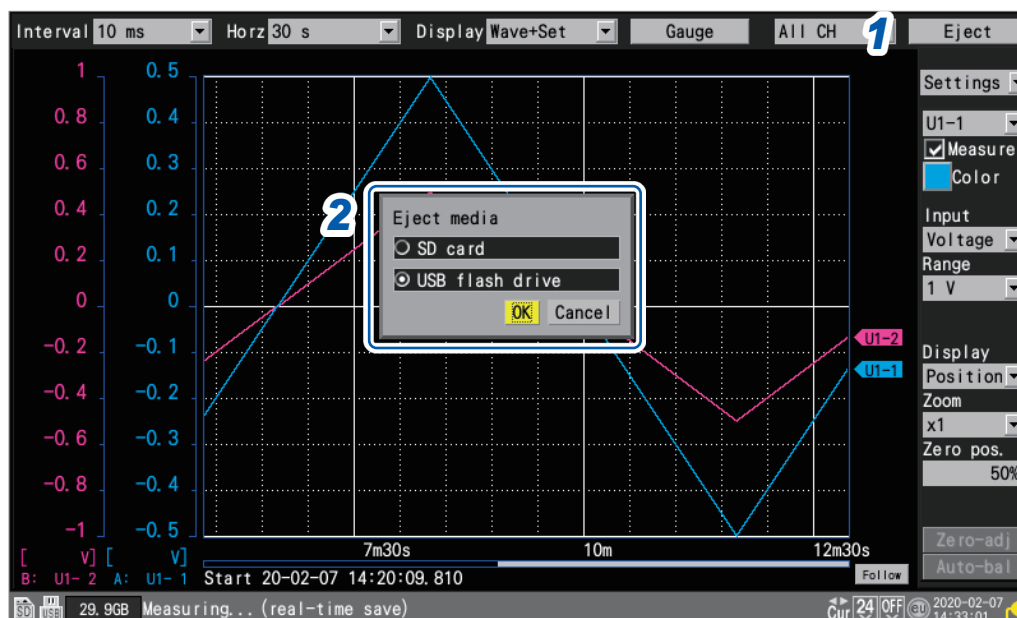 Interval 10 ms Horz 30 s Display Wave+Set Gauge All CH 1 Eject
1 0.5
0.8 0.4
0.6 0.3
0.4 0.2
0.2 0.1
0 0
-0.2 -0.1
-0.4 -0.2
-0.6 -0.3
-0.8 -0.4
-1 -0.5
[ V] [ V]
B: U1- 2 A: U1- 1
2
Eject media
SD card
USB flash drive
OK Cancel
U1-2
U1-1
7m30s 10m 12m30s
Start 20-02-07 14:20:09.810
Follow
Settings
U1-1
Measure
Color
Input
Voltage
Range
1 V
Display
Position
Zoom
x1
Zero pos.
50%
Zero-adj
Auto-bal
SD USB 29.9GB Measuring...(real-time save) Cur 24 OFF eu 2020-02-07
14:33:01